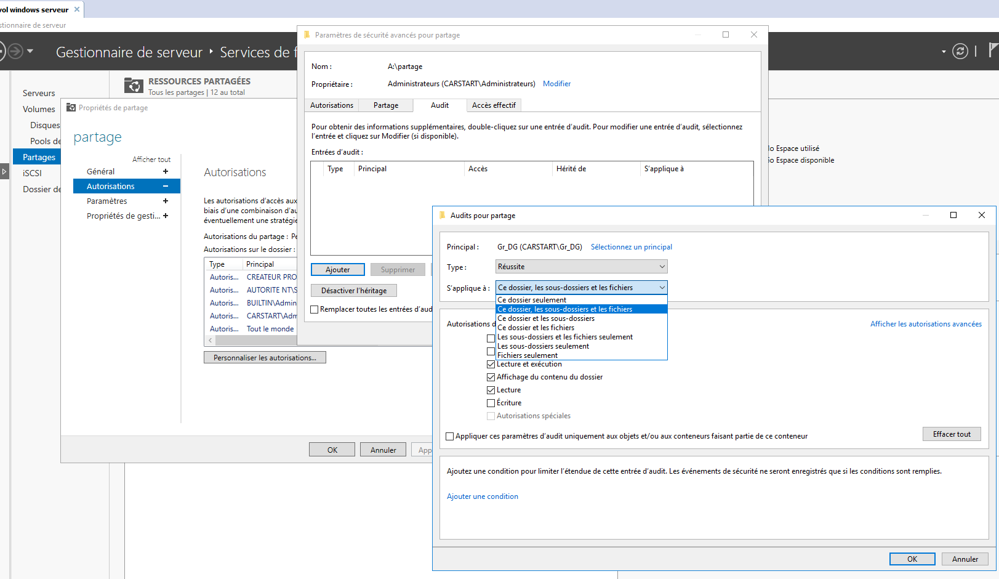 vol windows serveur
stionnaire de serveur
Gestionnaire de serveur
Services de f
Serveurs
Volumes
Disques
Pools de
Partages
iSCSI
Dossier de
RESSOURCES PARTAGÉES
Tous les partages | 12 au total
Propriétés de partage
partage
Afficher tout
Général +
Autorisations −
Paramètres +
Propriétés de gesti... +
Autorisations
Les autorisations d'accès aux
biais d'une combinaison d'au
éventuellement une stratégie
Autorisations du partage : Pe
Autorisations sur le dossier :
Type Principal
Autoris... CREATEUR PRO
Autoris... AUTORITE NT\S
Autoris... BUILTIN\Admin
Autoris... CARSTART\Adm
Autoris... Tout le monde
Personnaliser les autorisations...
OK Annuler App
Paramètres de sécurité avancés pour partage
Nom : A:\partage
Propriétaire : Administrateurs (CARSTART\Administrateurs) Modifier
Autorisations Partage Audit Accès effectif
Pour obtenir des informations supplémentaires, double-cliquez sur une entrée d'audit. Pour modifier une entrée d'audit, sélectionnez
l'entrée et cliquez sur Modifier (si disponible).
Entrées d'audit :
Type Principal Accès Hérité de S'applique à
Ajouter Supprimer
Désactiver l'héritage
Remplacer toutes les entrées d'aud
Mo Espace utilisé
Go Espace disponible
Audits pour partage
Principal : Gr_DG (CARSTART\Gr_DG) Sélectionnez un principal
Type : Réussite
S'applique à : Ce dossier, les sous-dossiers et les fichiers
Ce dossier seulement
Ce dossier, les sous-dossiers et les fichiers
Ce dossier et les sous-dossiers
Ce dossier et les fichiers
Les sous-dossiers et les fichiers seulement
Les sous-dossiers seulement
Fichiers seulement
Autorisations d
Afficher les autorisations avancées
Lecture et exécution
Affichage du contenu du dossier
Lecture
Écriture
Autorisations spéciales
Appliquer ces paramètres d'audit uniquement aux objets et/ou aux conteneurs faisant partie de ce conteneur
Effacer tout
Ajoutez une condition pour limiter l'étendue de cette entrée d'audit. Les événements de sécurité ne seront enregistrés que si les conditions sont remplies.
Ajouter une condition
OK Annuler